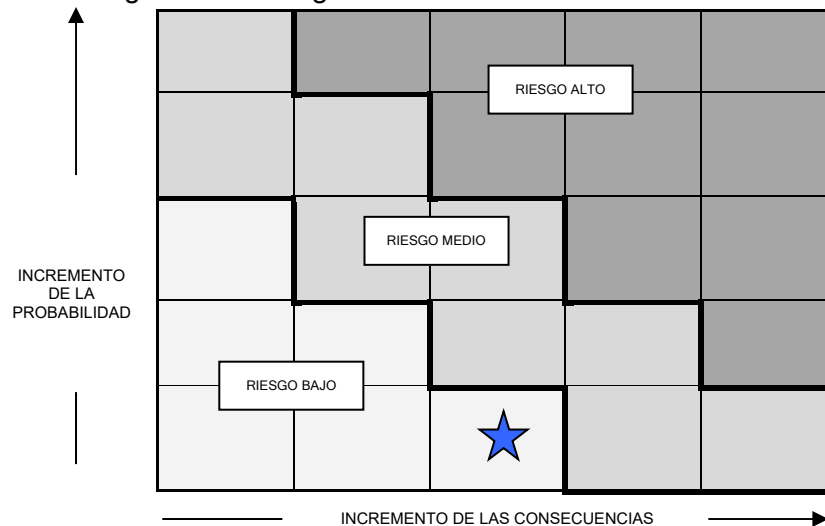 RIESGO ALTO
RIESGO MEDIO
INCREMENTO
DE LA
PROBABILIDAD
RIESGO BAJO
INCREMENTO DE LAS CONSECUENCIAS